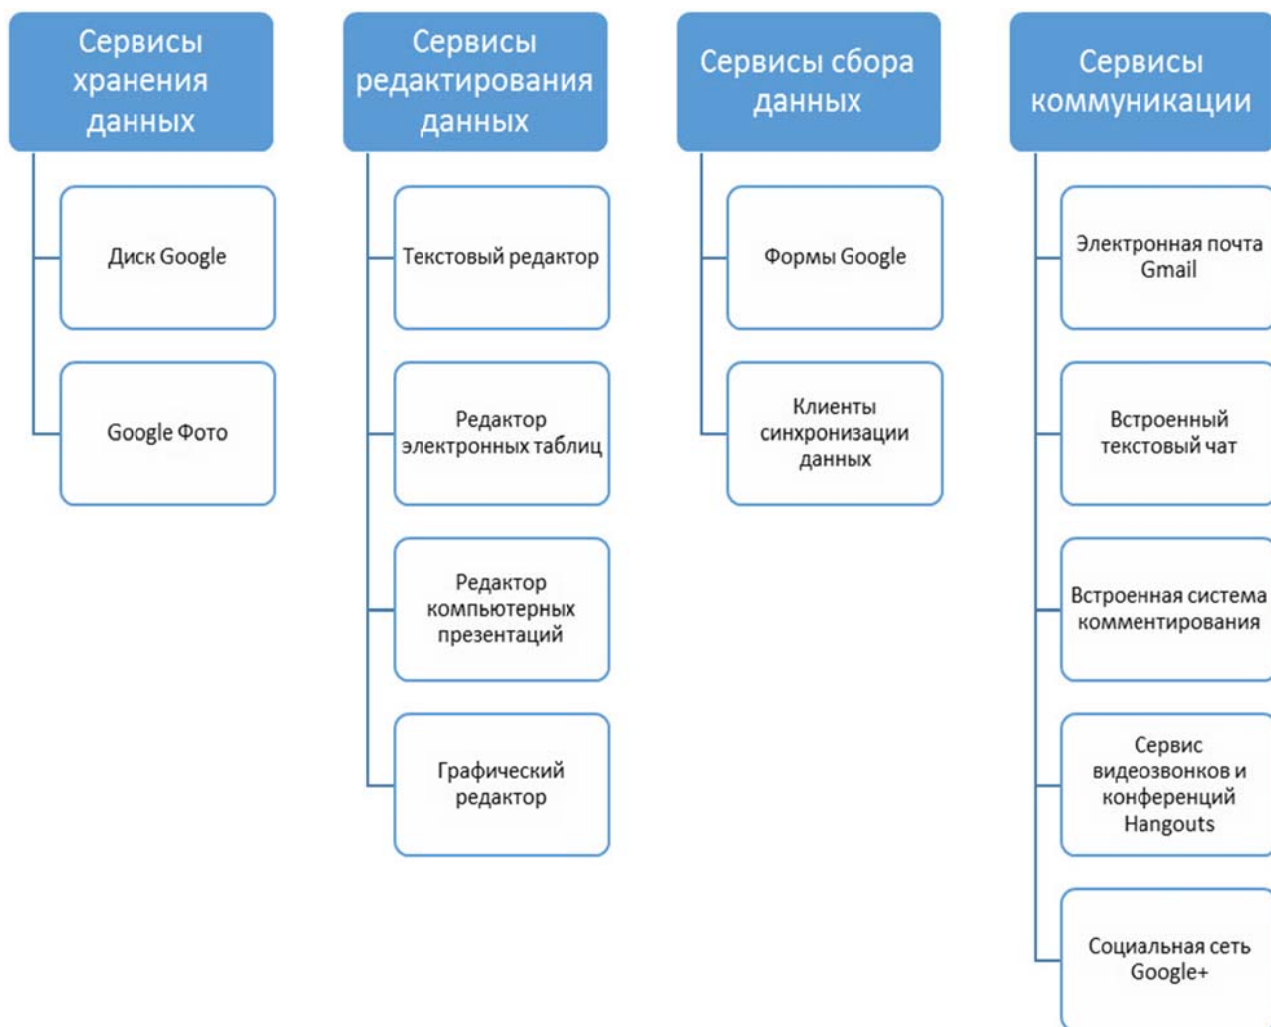 Сервисы
хранения
данных
Диск Google
Google Фото
Сервисы
редактирования
данных
Текстовый редактор
Редактор
электронных таблиц
Редактор
компьютерных
презентаций
Графический
редактор
Сервисы сбора
данных
Формы Google
Клиенты
синхронизации
данных
Сервисы
коммуникации
Электронная почта
Gmail
Встроенный
текстовый чат
Встроенная система
комментирования
Сервис
видеозвонков и
конференций
Hangouts
Социальная сеть
Google+